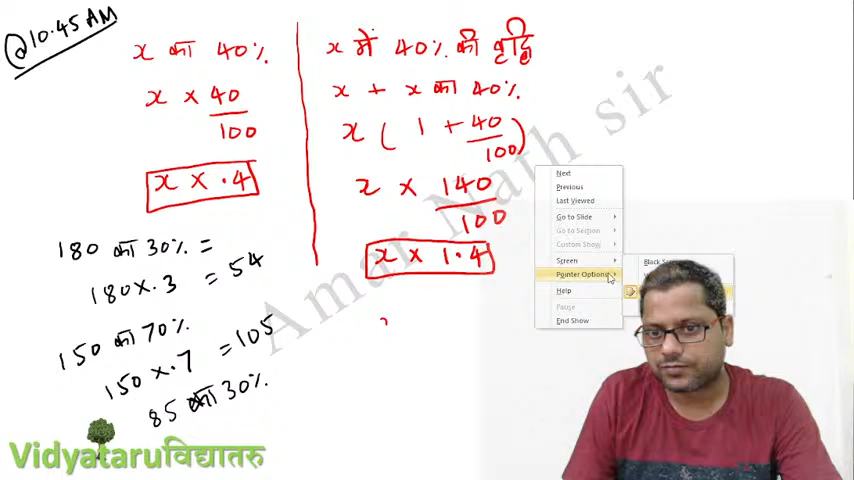 @10.45 AM
x का 40%
x × 40/100
x × .4
180 का 30% =
180×.3 = 54
150 का 70%
150 ×.7 = 105
85 का 30%
x में 40% की वृद्धि
x + x का 40%
x ( 1 + 40/100 )
x × 140/100
x × 1.4
Next
Previous
Last Viewed
Go to Slide
Go to Section
Custom Show
Screen
Pointer Options
Help
Pause
End Show
Black
Amar Nath sir
Vidyataruविद्यातरु